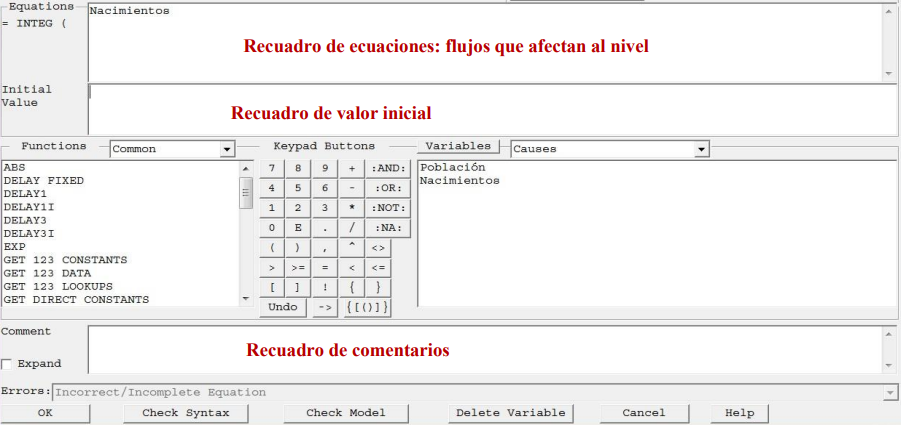 Equations
= INTEG (
Nacimientos
Recuadro de ecuaciones: flujos que afectan al nivel
Initial
Value
Recuadro de valor inicial
Functions Common
ABS
DELAY FIXED
DELAY1
DELAY1I
DELAY3
DELAY3I
EXP
GET 123 CONSTANTS
GET 123 DATA
GET 123 LOOKUPS
GET DIRECT CONSTANTS
Keypad Buttons
7 8 9 + :AND:
4 5 6 - :OR:
1 2 3 * :NOT:
0 E . / :NA:
( ) , ^ <>
> >= = < <=
[ ] ! { }
Undo -> {[()]}
Variables Causes
Población
Nacimientos
Comment
Recuadro de comentarios
Expand
Errors: Incorrect/Incomplete Equation
OK Check Syntax Check Model Delete Variable Cancel Help